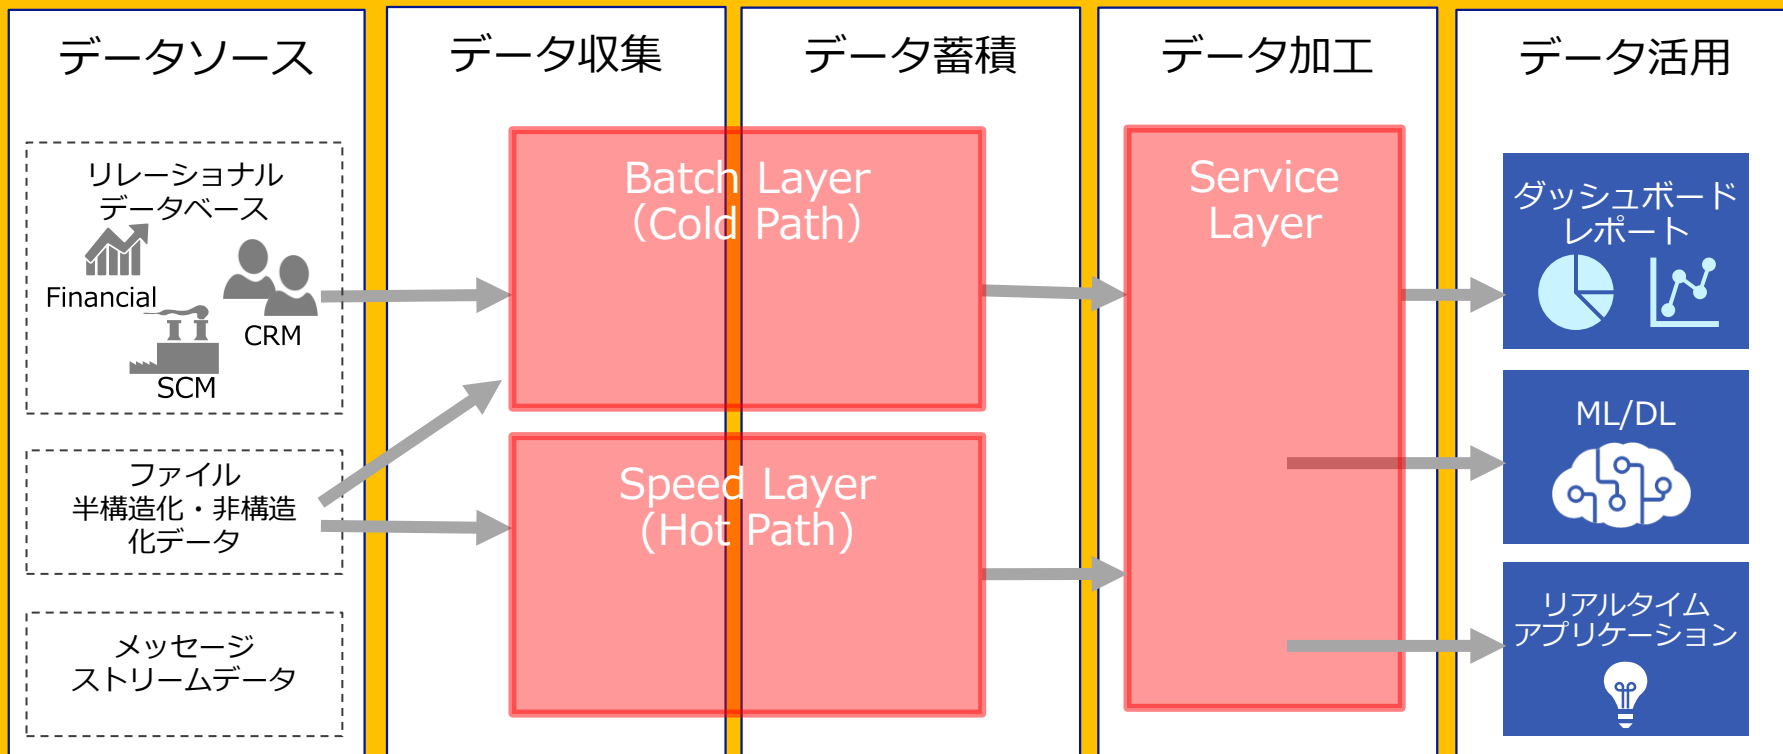 データソース
データ収集
データ蓄積
データ加工
データ活用
リレーショナル
データベース
Financial
CRM
SCM
ファイル
半構造化・非構造
化データ
メッセージ
ストリームデータ
Batch Layer
（Cold Path）
Speed Layer
(Hot Path)
Service
Layer
ダッシュボード
レポート
ML/DL
リアルタイム
アプリケーション